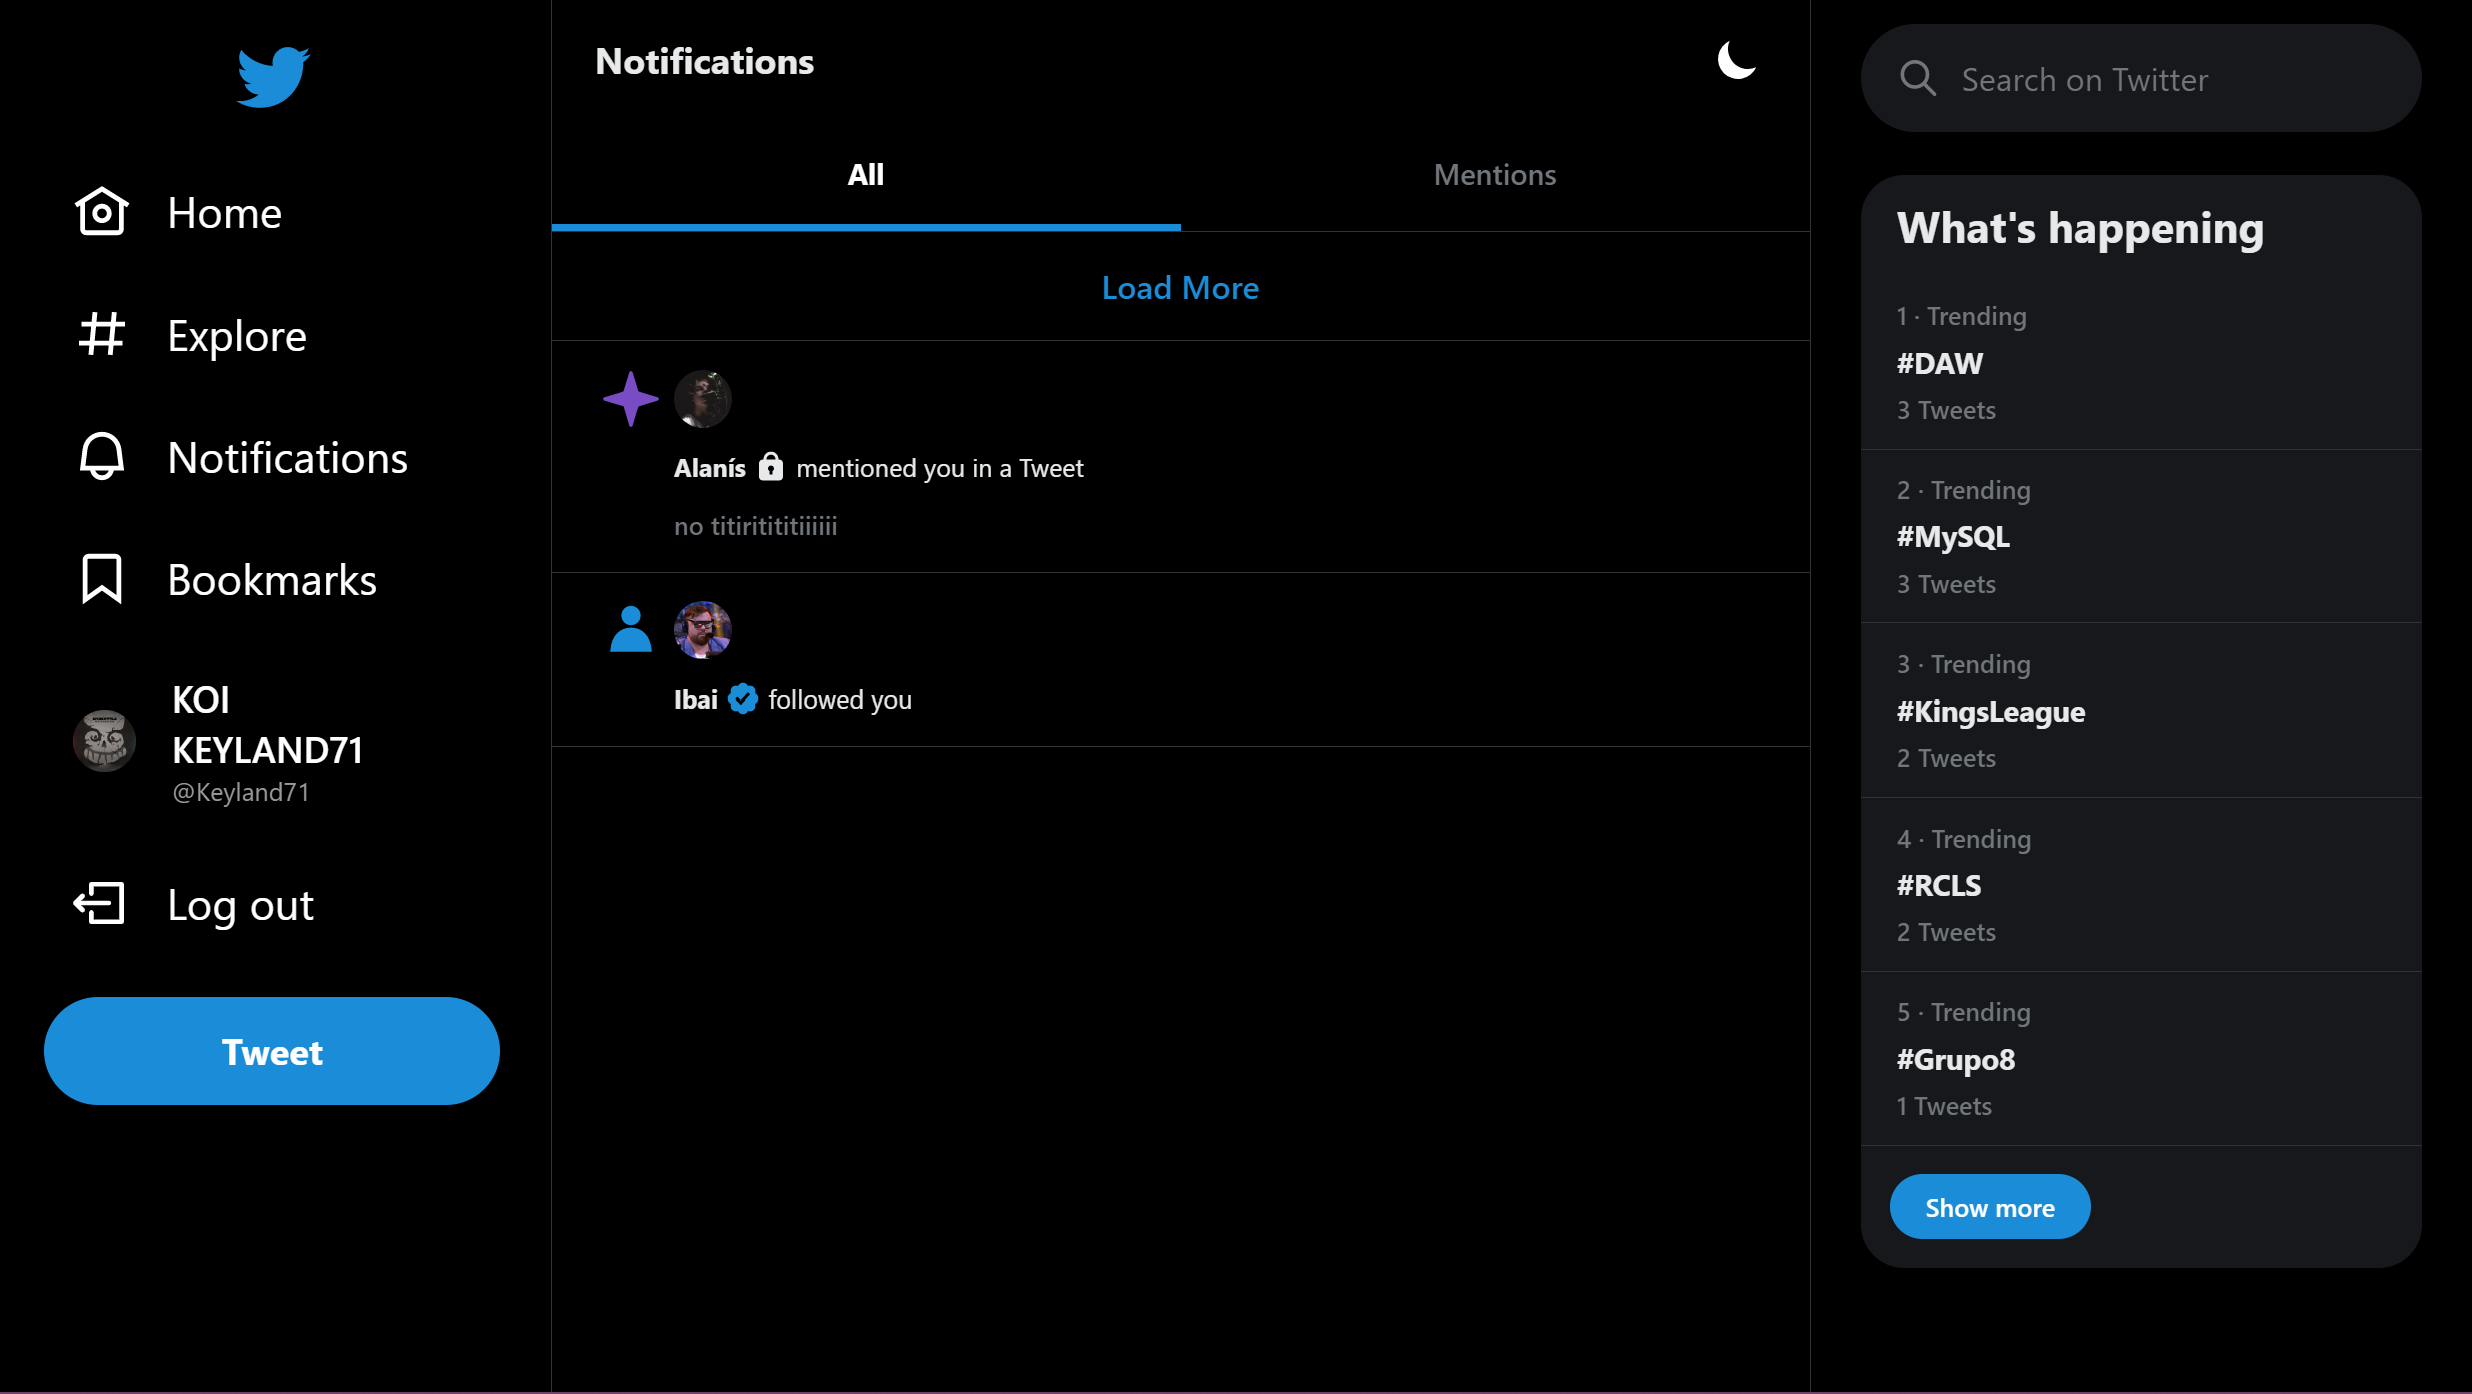 Home
Explore
Notifications
Bookmarks
KOI
KEYLAND71
@Keyland71
Log out
Tweet
Notifications
All
Mentions
Load More
Alanís mentioned you in a Tweet
no titiritititiiiiii
Ibai followed you
Search on Twitter
What's happening
1 · Trending
#DAW
3 Tweets
2 · Trending
#MySQL
3 Tweets
3 · Trending
#KingsLeague
2 Tweets
4 · Trending
#RCLS
2 Tweets
5 · Trending
#Grupo8
1 Tweets
Show more